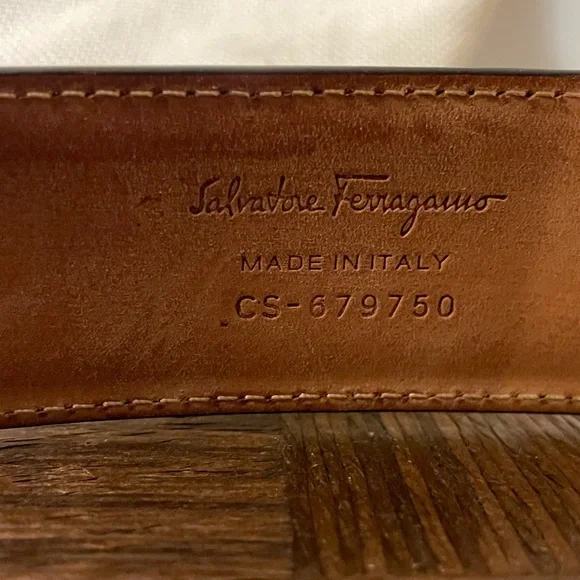 Salvatore Ferragamo
MADE IN ITALY
CS-679750